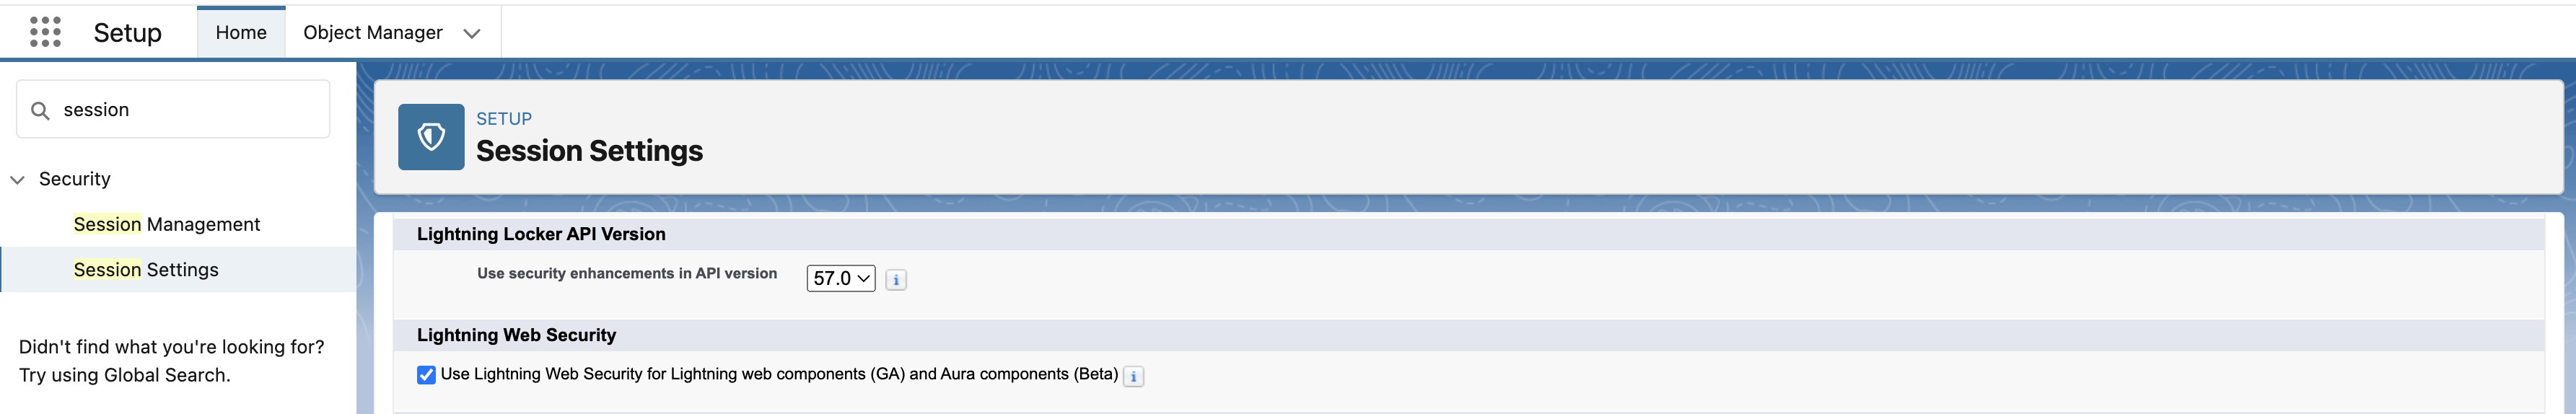 Setup
Home
Object Manager
session
Security
Session Management
Session Settings
Didn't find what you're looking for?
Try using Global Search.
SETUP
Session Settings
Lightning Locker API Version
Use security enhancements in API version 57.0 i
Lightning Web Security
Use Lightning Web Security for Lightning web components (GA) and Aura components (Beta) i